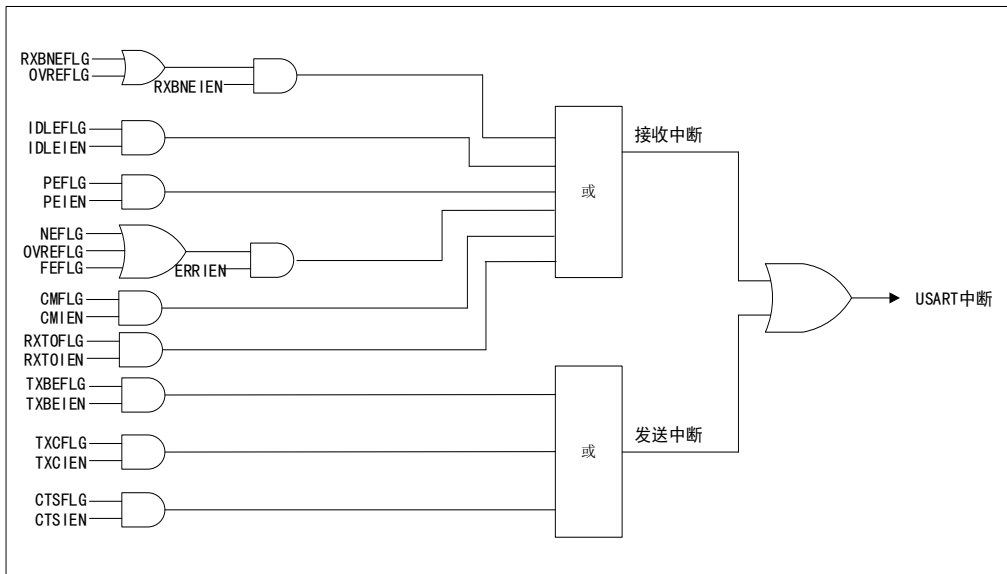 RXBNEFLG
OVREFLG
RXBNEIEN
IDLEFLG
IDLEIEN
PEFLG
PEIEN
NEFLG
OVREFLG
FEFLG
ERRIEN
CMFLG
CMIEN
RXTOFLG
RXTOIEN
TXBEFLG
TXBEIEN
TXCFLG
TXCIEN
CTSFLG
CTSIEN
或
接收中断
或
发送中断
USART中断